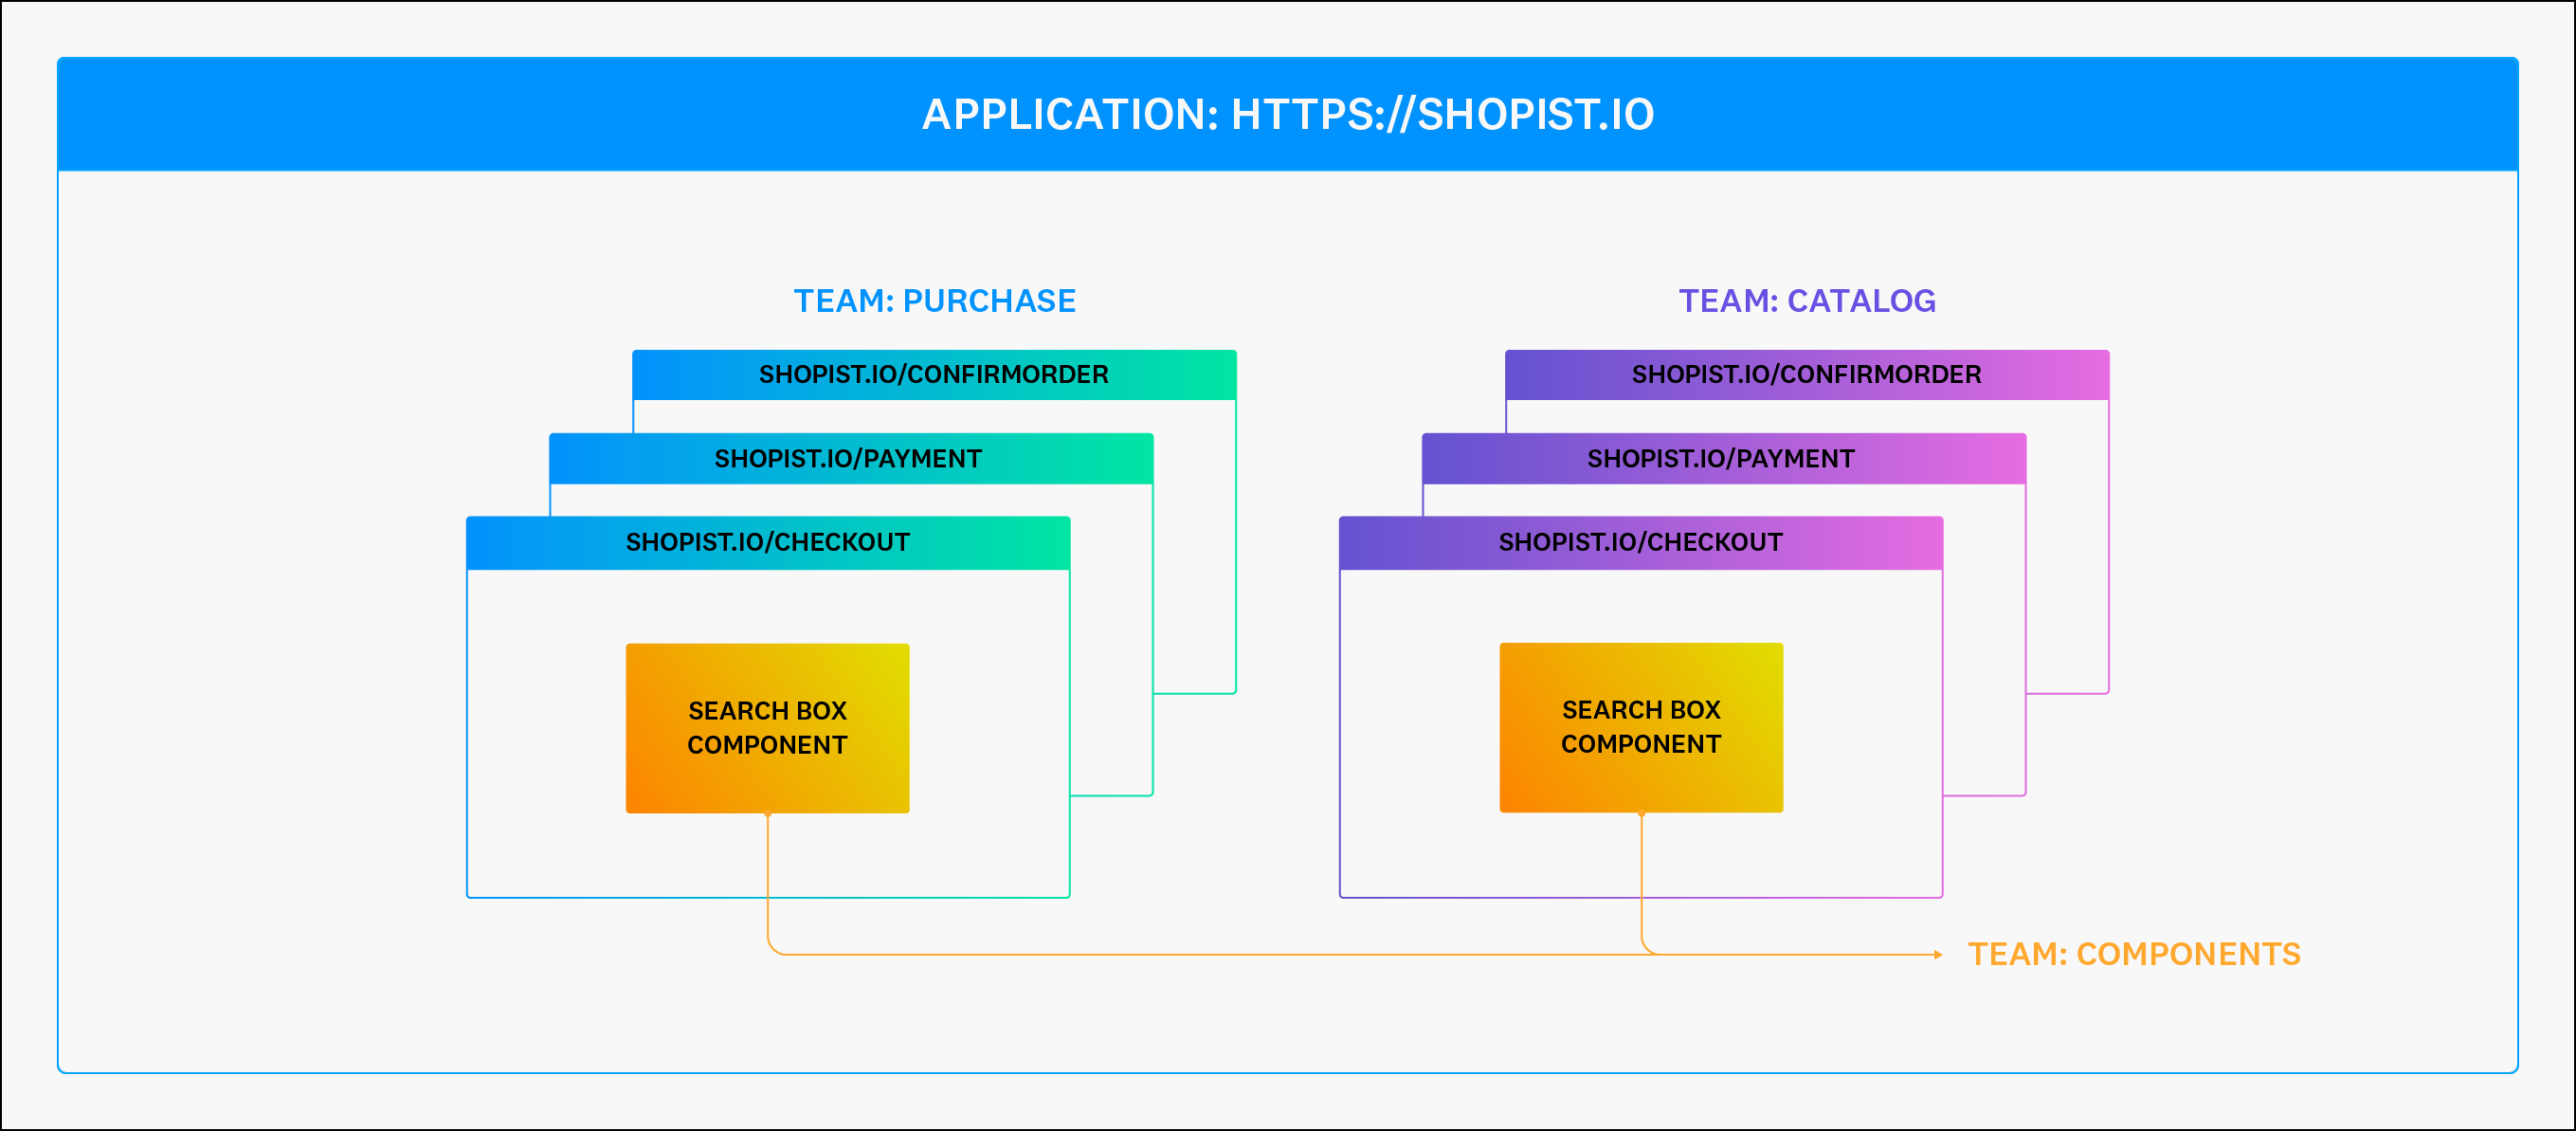 APPLICATION: HTTPS://SHOPIST.IO
TEAM: PURCHASE
SHOPIST.IO/CONFIRMORDER
SHOPIST.IO/PAYMENT
SHOPIST.IO/CHECKOUT
SEARCH BOX
COMPONENT
TEAM: CATALOG
SHOPIST.IO/CONFIRMORDER
SHOPIST.IO/PAYMENT
SHOPIST.IO/CHECKOUT
SEARCH BOX
COMPONENT
TEAM: COMPONENTS